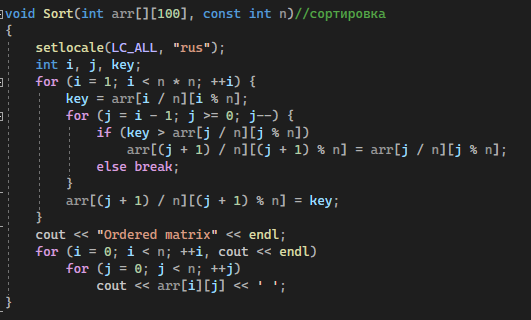 void Sort(int arr[][100], const int n)//сортировка
{
    setlocale(LC_ALL, "rus");
    int i, j, key;
    for (i = 1; i < n * n; ++i) {
        key = arr[i / n][i % n];
        for (j = i - 1; j >= 0; j--) {
            if (key > arr[j / n][j % n])
                arr[(j + 1) / n][(j + 1) % n] = arr[j / n][j % n];
            else break;
        }
        arr[(j + 1) / n][(j + 1) % n] = key;
    }
    cout << "Ordered matrix" << endl;
    for (i = 0; i < n; ++i, cout << endl)
        for (j = 0; j < n; ++j)
            cout << arr[i][j] << ' ';
}